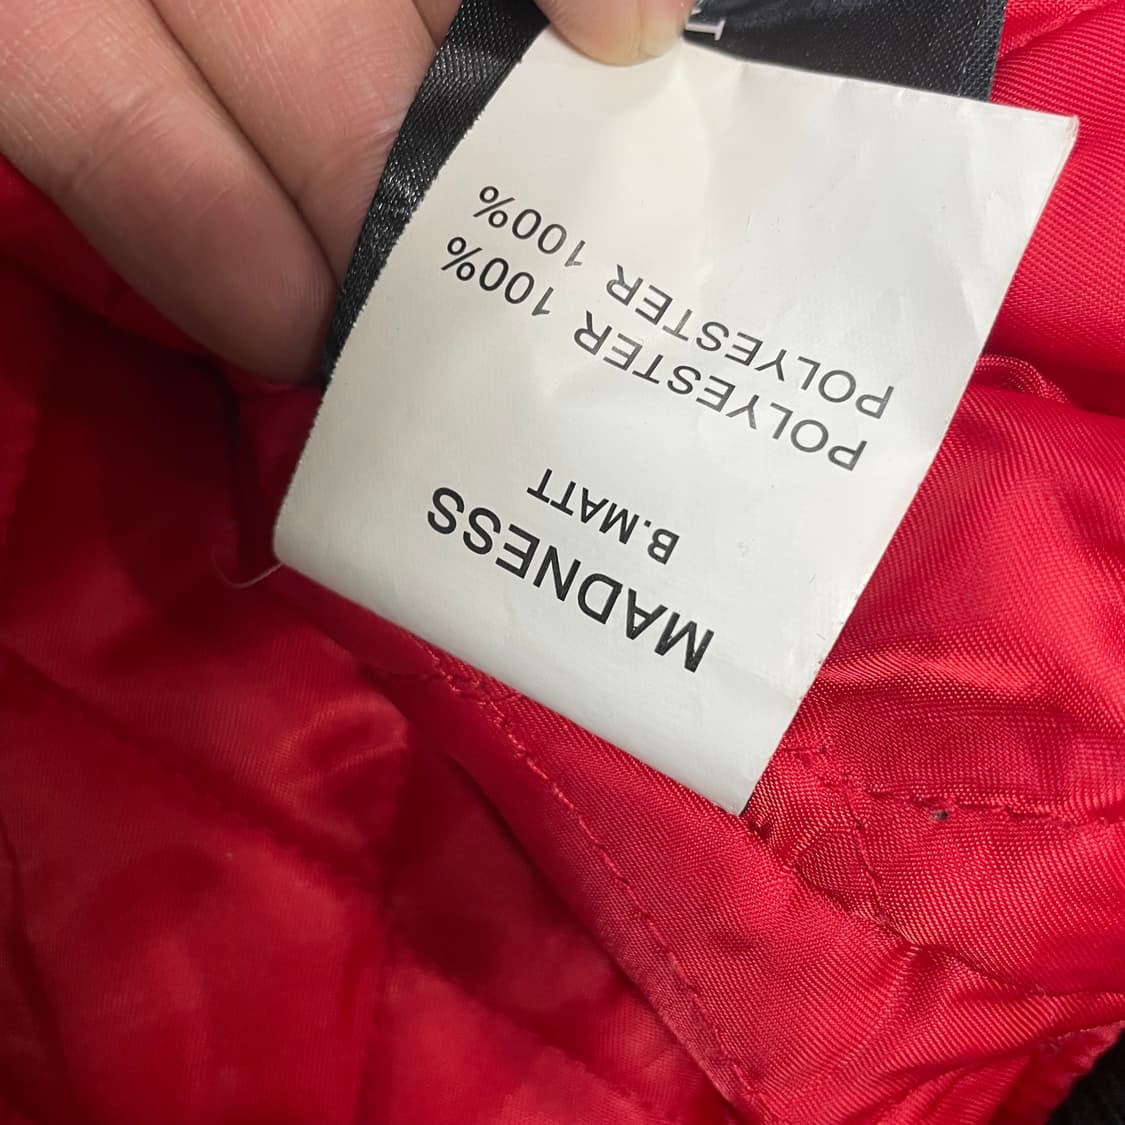 MADNESS
B.MATT
POLYESTER 100%
POLYESTER 100%